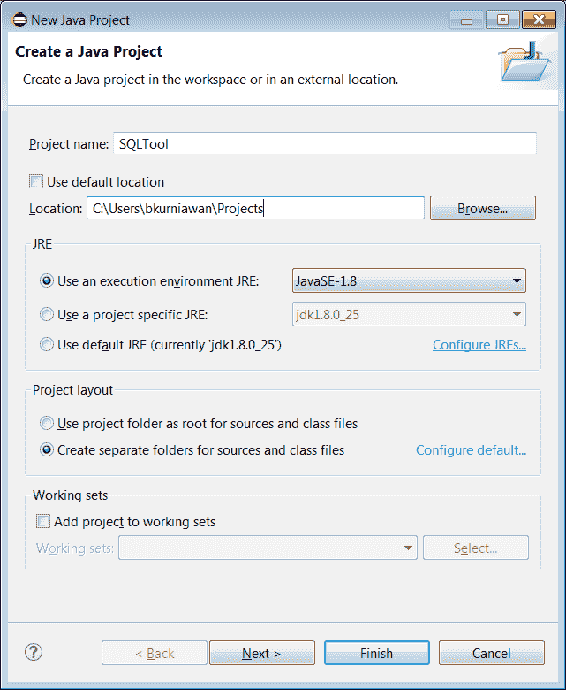 New Java Project
Create a Java Project
Create a Java project in the workspace or in an external location.
Project name: SQLTool
Use default location
Location: C:\Users\bkurniawan\Projects Browse...
JRE
Use an execution environment JRE: JavaSE-1.8
Use a project specific JRE: jdk1.8.0_25
Use default JRE (currently 'jdk1.8.0_25') Configure JREs...
Project layout
Use project folder as root for sources and class files
Create separate folders for sources and class files Configure default...
Working sets
Add project to working sets
Working sets: Select...
? < Back Next > Finish Cancel